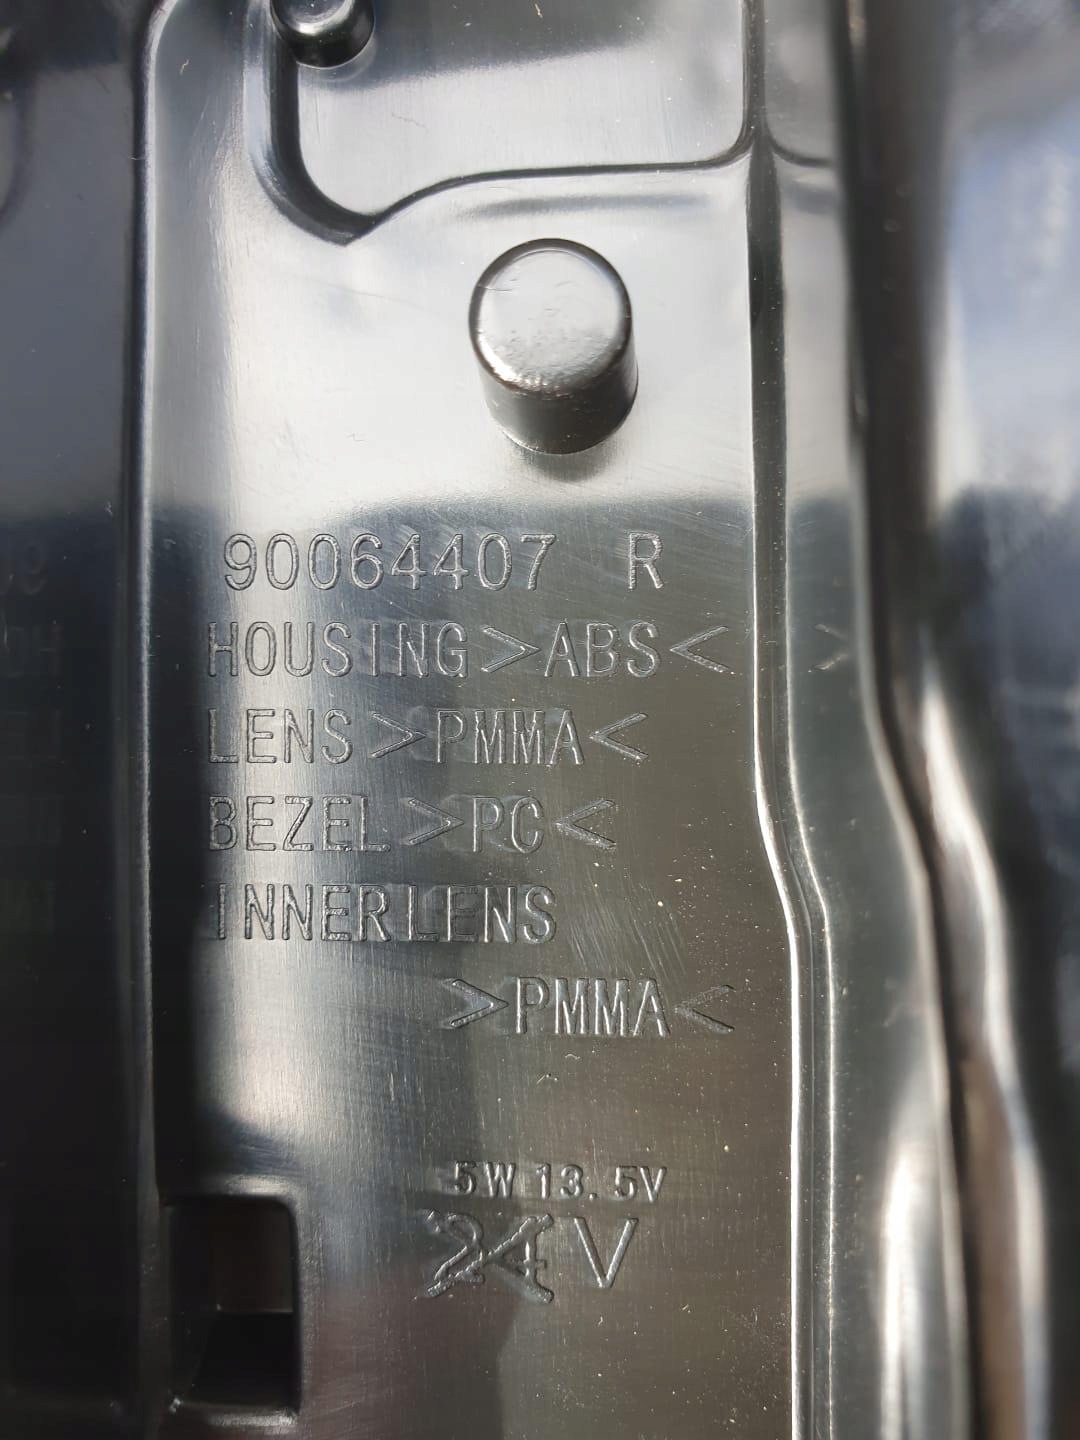 90064407 R
HOUSING>ABS<
LENS>PMMA<
BEZEL>PC<
INNERLENS
>PMMA<
5W 13.5V
24V